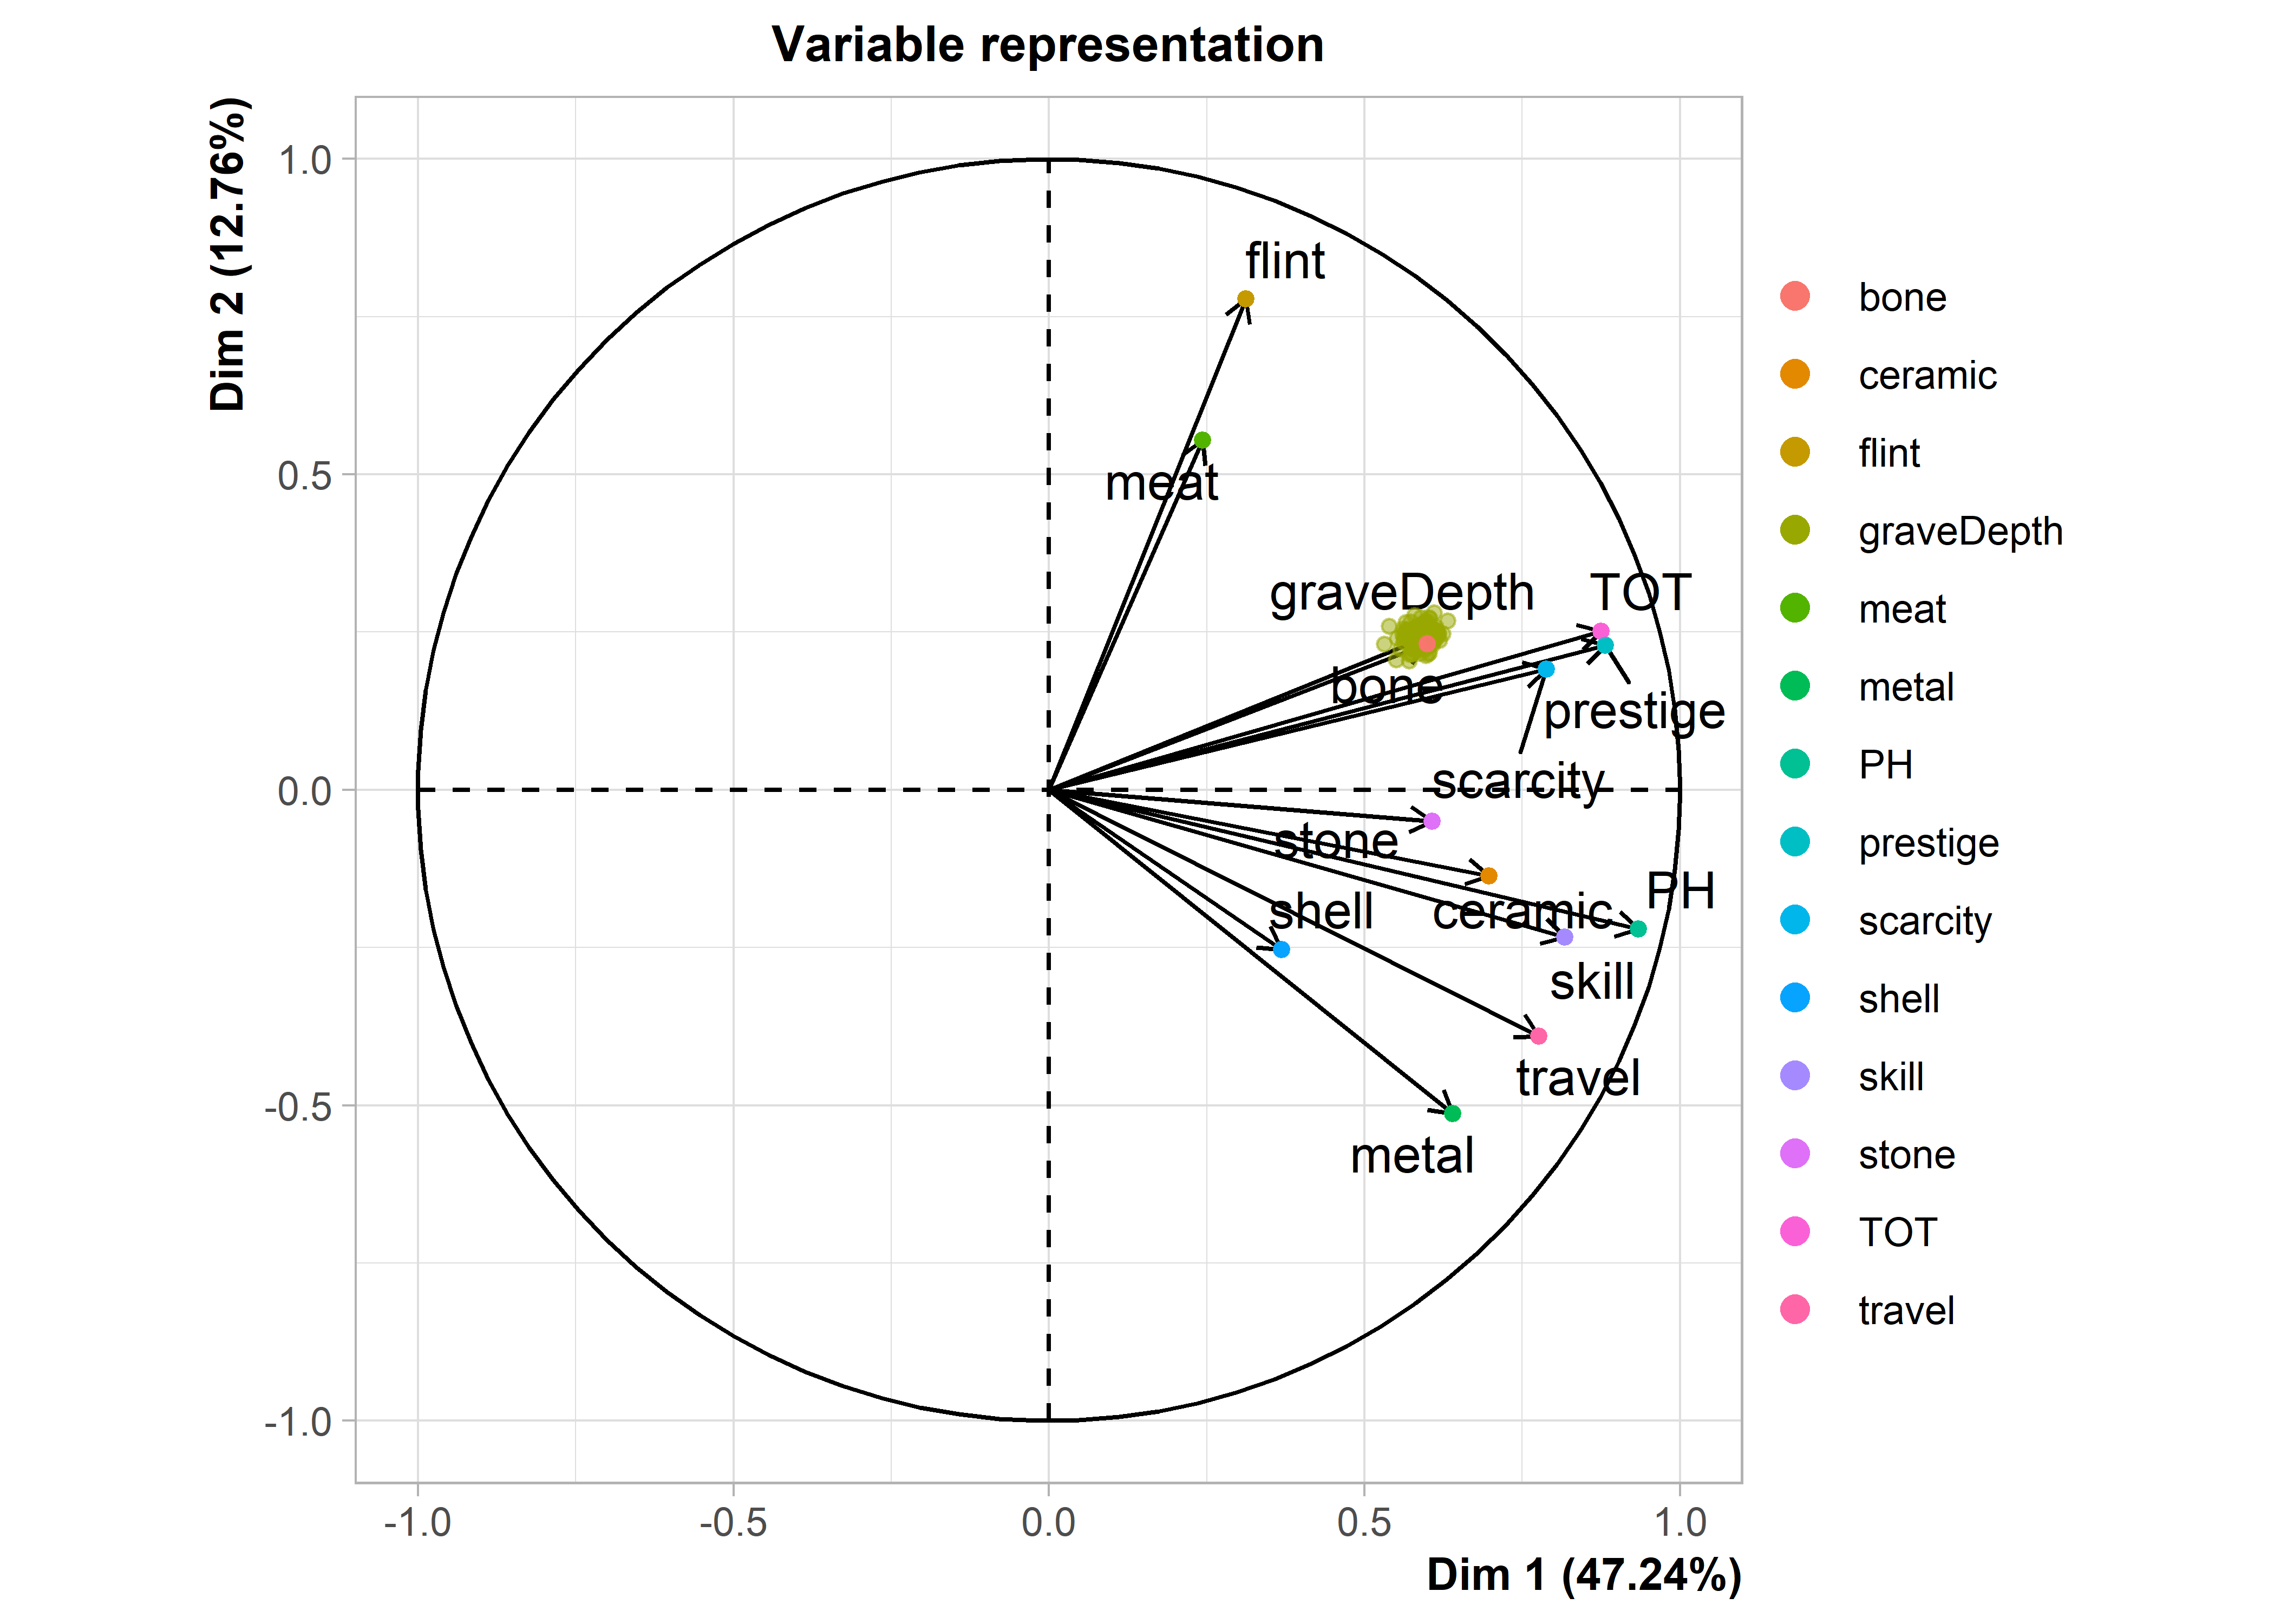 Variable representation
Dim 2 (12.76%)
1.0
0.5
0.0
-0.5
-1.0
flint
meat
graveDepth
TOT
bone
prestige
scarcity
stone
PH
shell
ceramic
skill
travel
metal
-1.0
-0.5
0.0
0.5
1.0
Dim 1 (47.24%)
bone
ceramic
flint
graveDepth
meat
metal
PH
prestige
scarcity
shell
skill
stone
TOT
travel